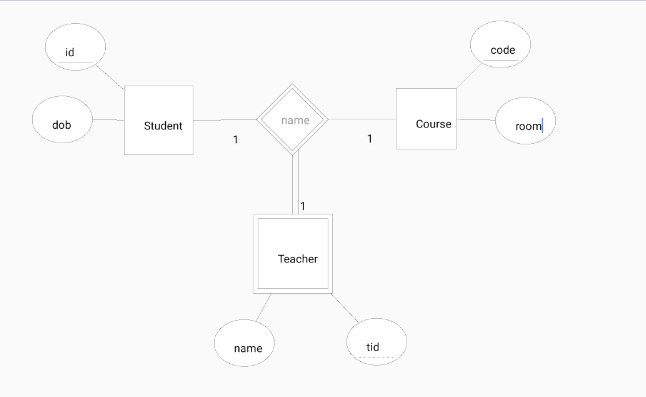 id
code
dob
Student
name
Course
room
1
1
1
Teacher
name
tid